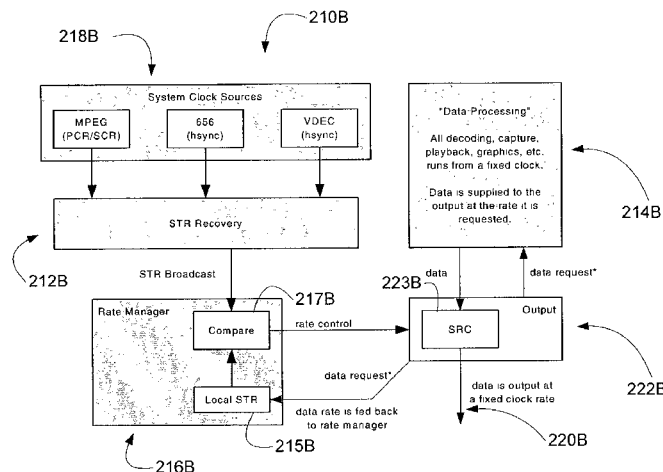 210B
218B
System Clock Sources
MPEG
(PCR/SCR)
656
(hsync)
VDEC
(hsync)
"Data Processing"
All decoding, capture,
playback, graphics, etc.
runs from a fixed clock.
Data is supplied to the
output at the rate it is
requested.
214B
STR Recovery
212B
STR Broadcast
217B
223B
data
data request*
Rate Manager
Compare
rate control
SRC
Output
222B
data request*
Local STR
data rate is fed back
to rate manager
data is output at
a fixed clock rate
220B
215B
216B